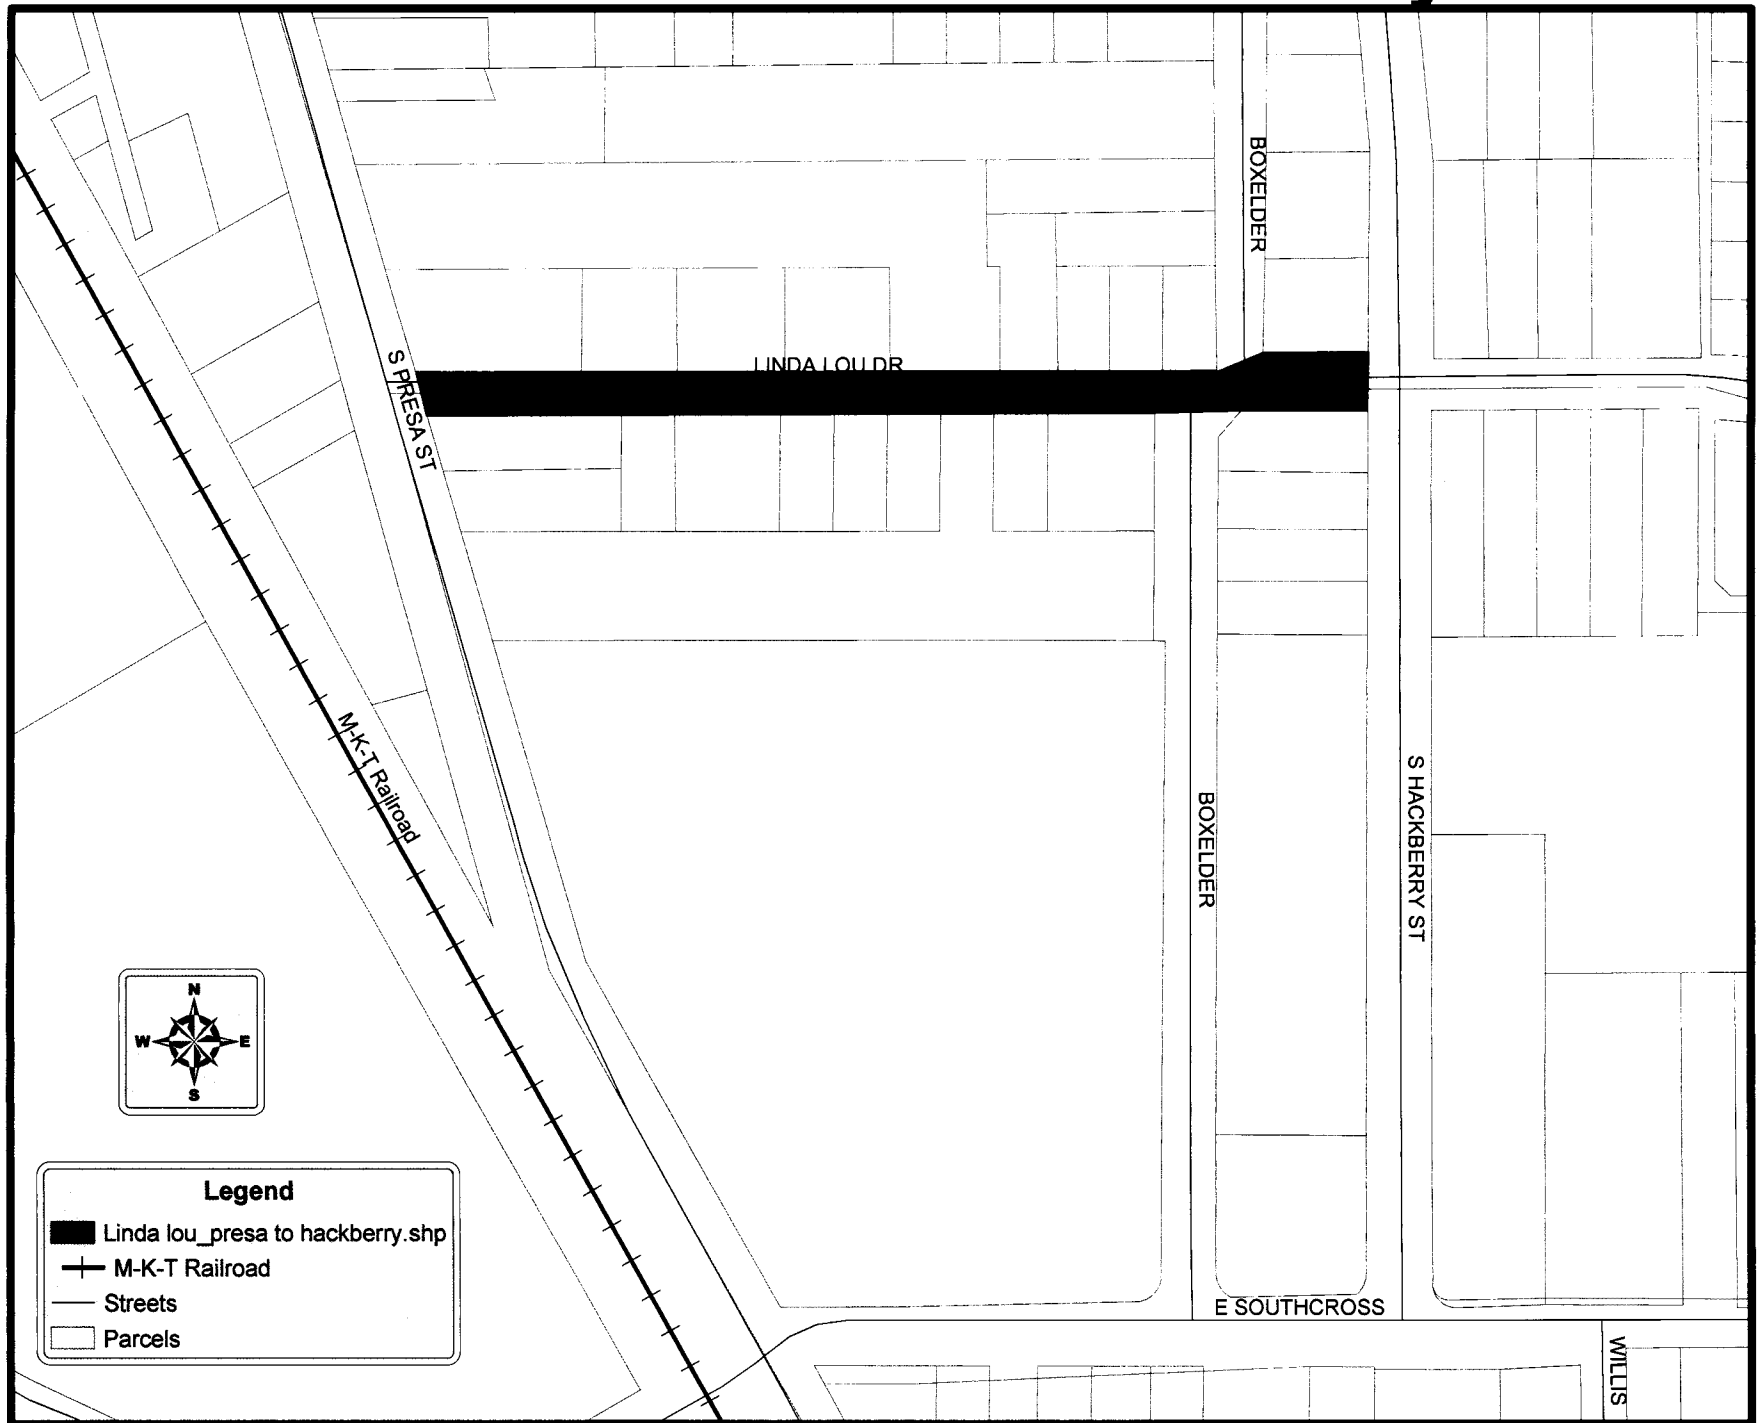 BOXELDER
LINDA LOU DR
S PRESA ST
M-K-T Railroad
BOXELDER
S HACKBERRY ST
N
W E
S
Legend
Linda lou_presa to hackberry.shp
M-K-T Railroad
Streets
Parcels
E SOUTHCROSS
WILLIS